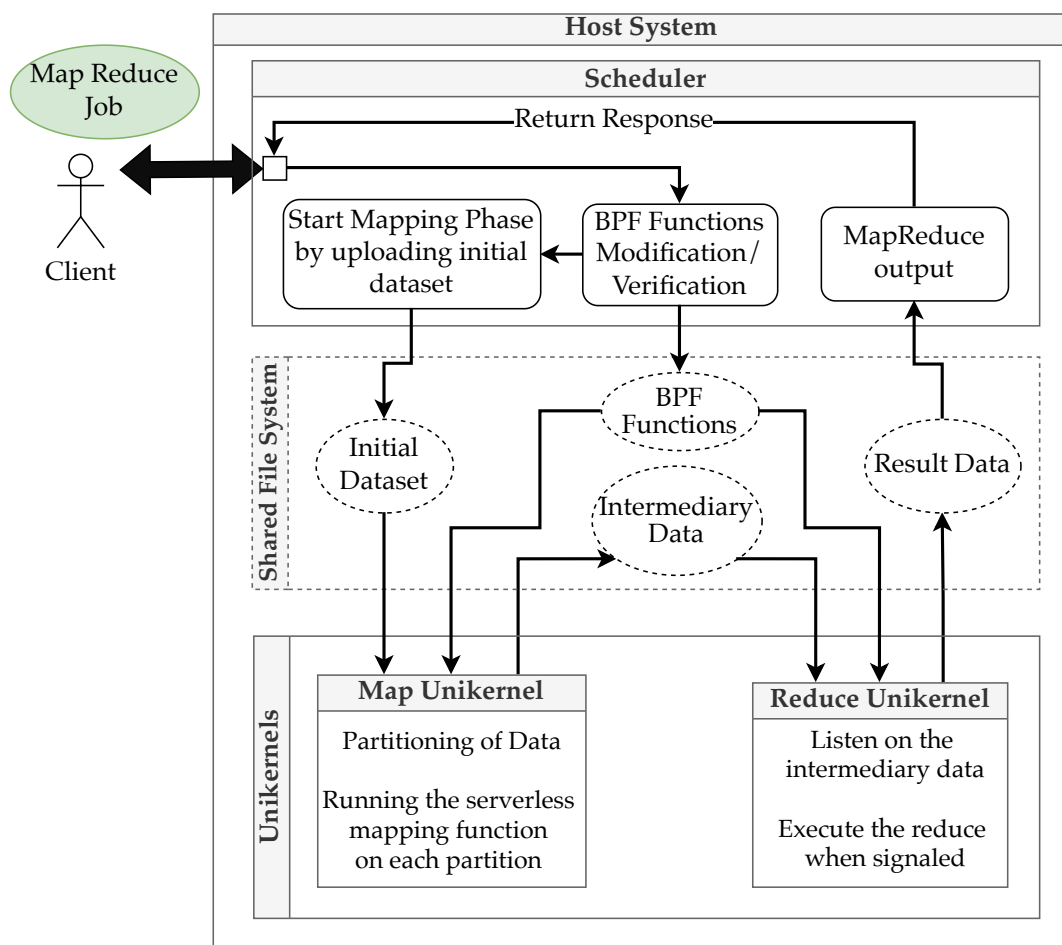 Host System
Map Reduce
Job
Client
Scheduler
Return Response
Start Mapping Phase
by uploading initial
dataset
BPF Functions
Modification/
Verification
MapReduce
output
Shared File System
BPF
Functions
Initial
Dataset
Intermediary
Data
Result Data
Unikernels
Map Unikernel
Partitioning of Data
Running the serverless
mapping function
on each partition
Reduce Unikernel
Listen on the
intermediary data
Execute the reduce
when signaled